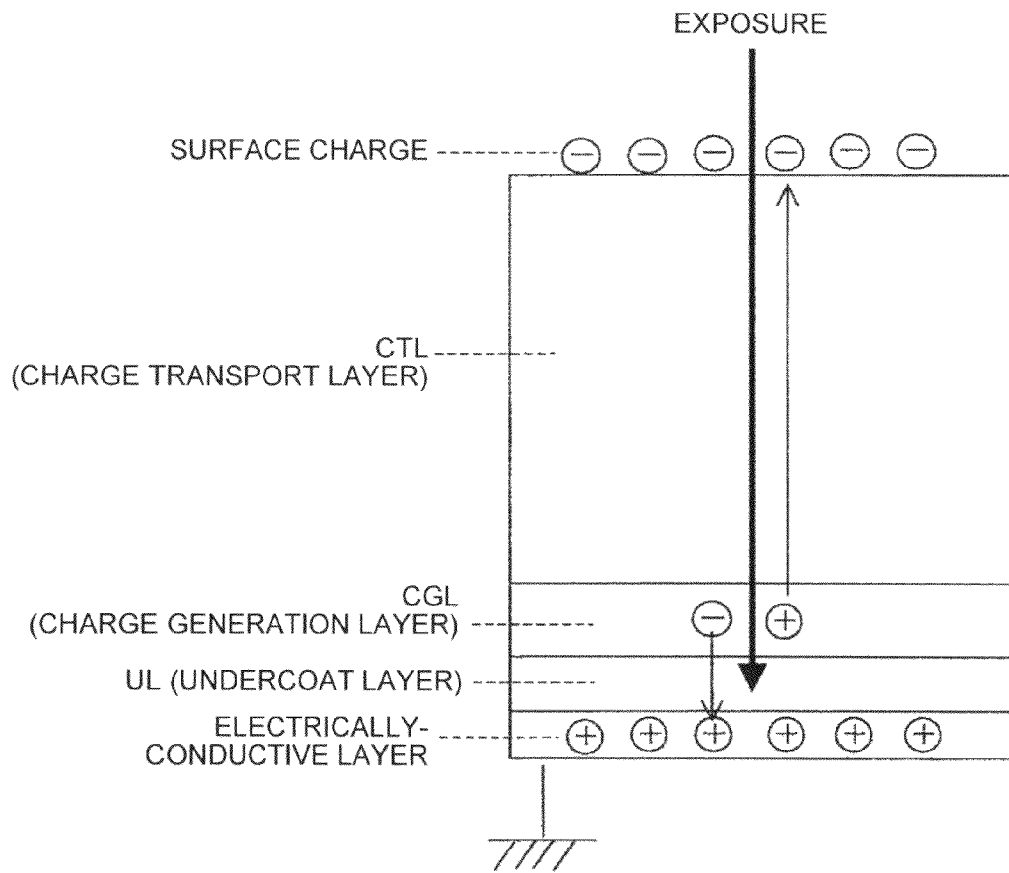 EXPOSURE
SURFACE CHARGE
CTL
(CHARGE TRANSPORT LAYER)
CGL
(CHARGE GENERATION LAYER)
UL (UNDERCOAT LAYER)
ELECTRICALLY-
CONDUCTIVE LAYER